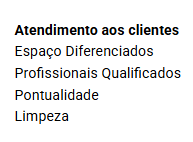 Atendimento aos clientes
Espaço Diferenciados
Profissionais Qualificados
Pontualidade
Limpeza